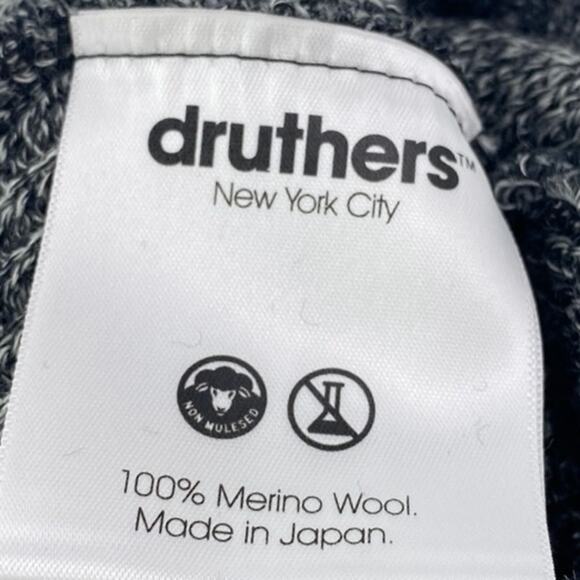 druthers™
New York City
NON MULESED
100% Merino Wool.
Made in Japan.